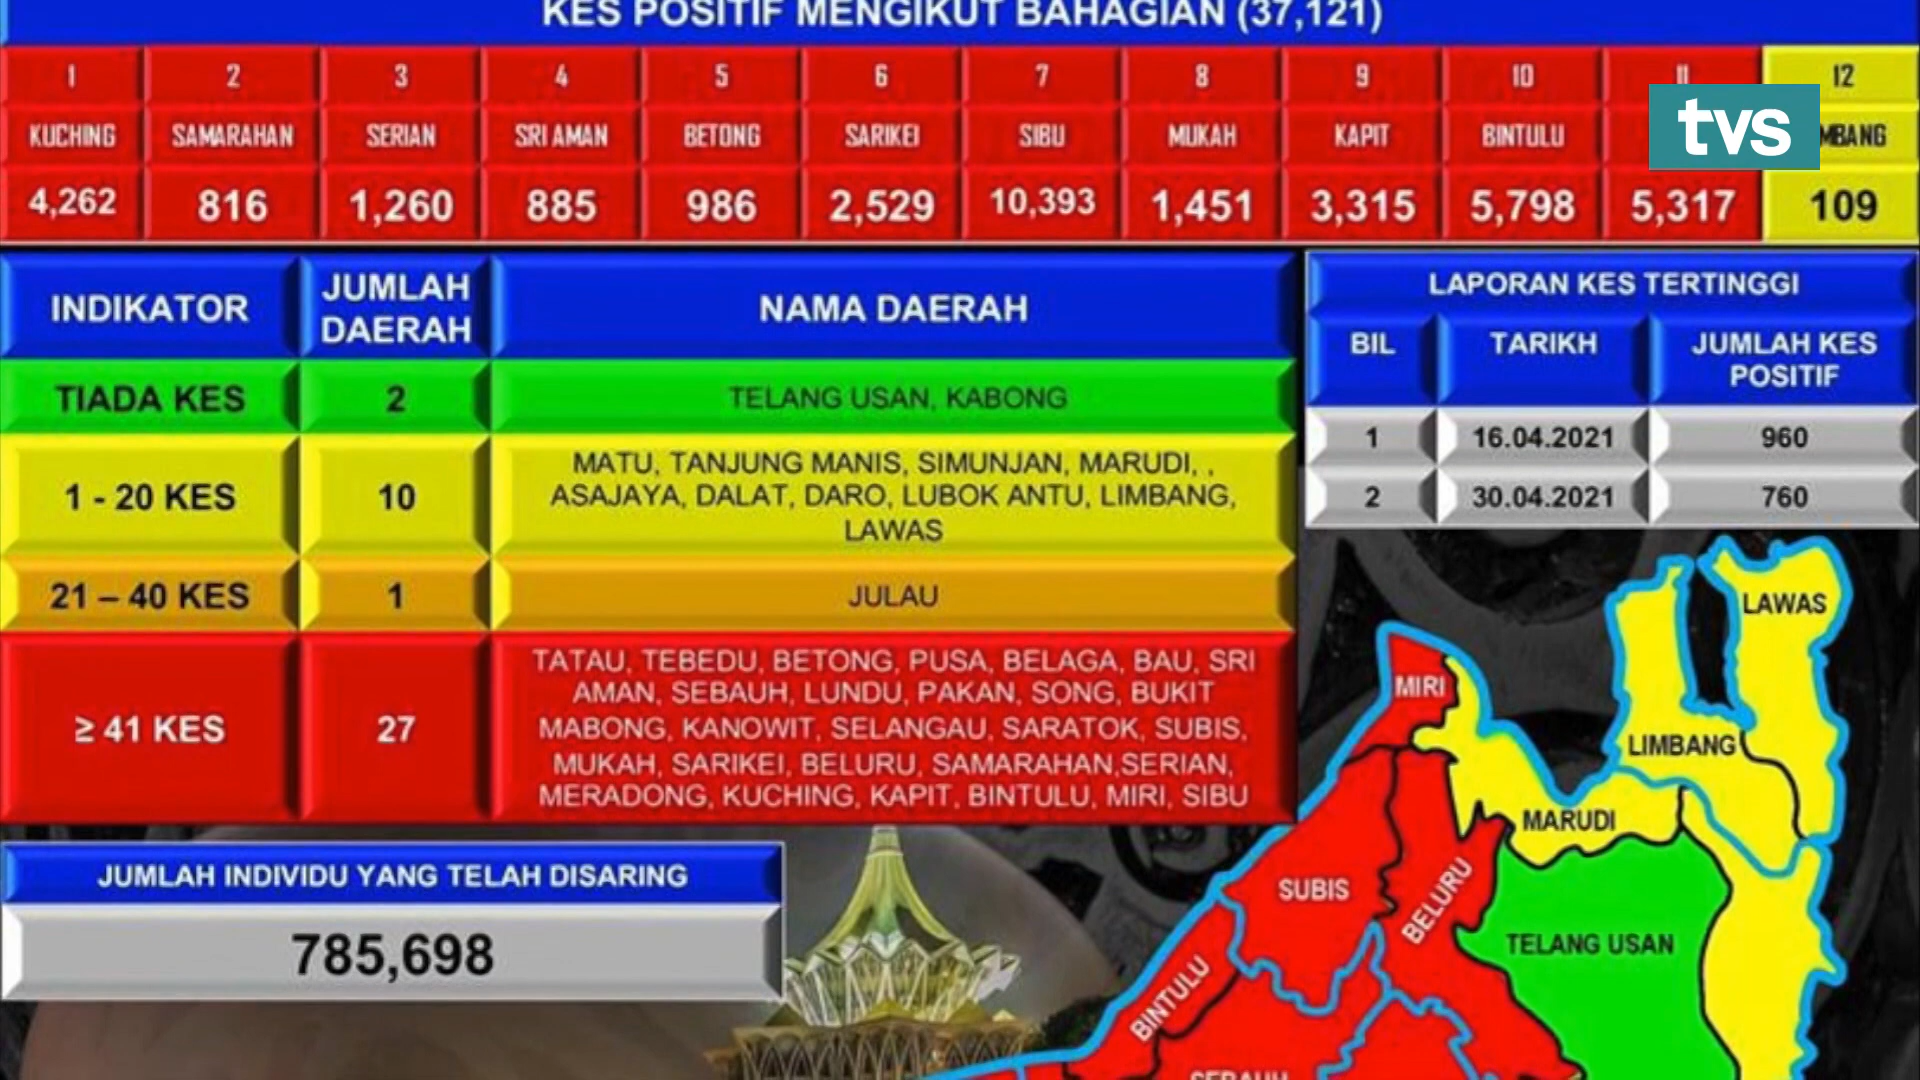 KES POSITIF MENGIKUT BAHAGIAN (37,121)
1 2 3 4 5 6 7 8 9 10 11 12
KUCHING SAMARAHAN SERIAN SRI AMAN BETONG SARIKEI SIBU MUKAH KAPIT BINTULU MBANG
4,262 816 1,260 885 986 2,529 10,393 1,451 3,315 5,798 5,317 109
tvs
INDIKATOR
JUMLAH
DAERAH
NAMA DAERAH
TIADA KES 2 TELANG USAN, KABONG
1 - 20 KES 10
MATU, TANJUNG MANIS, SIMUNJAN, MARUDI, ,
ASAJAYA, DALAT, DARO, LUBOK ANTU, LIMBANG,
LAWAS
21 – 40 KES 1 JULAU
≥ 41 KES 27
TATAU, TEBEDU, BETONG, PUSA, BELAGA, BAU, SRI
AMAN, SEBAUH, LUNDU, PAKAN, SONG, BUKIT
MABONG, KANOWIT, SELANGAU, SARATOK, SUBIS,
MUKAH, SARIKEI, BELURU, SAMARAHAN,SERIAN,
MERADONG, KUCHING, KAPIT, BINTULU, MIRI, SIBU
LAPORAN KES TERTINGGI
BIL TARIKH JUMLAH KES
POSITIF
1 16.04.2021 960
2 30.04.2021 760
JUMLAH INDIVIDU YANG TELAH DISARING
785,698
LAWAS
MIRI
LIMBANG
MARUDI
SUBIS
BELURU
TELANG USAN
BINTULU
SEBAUH